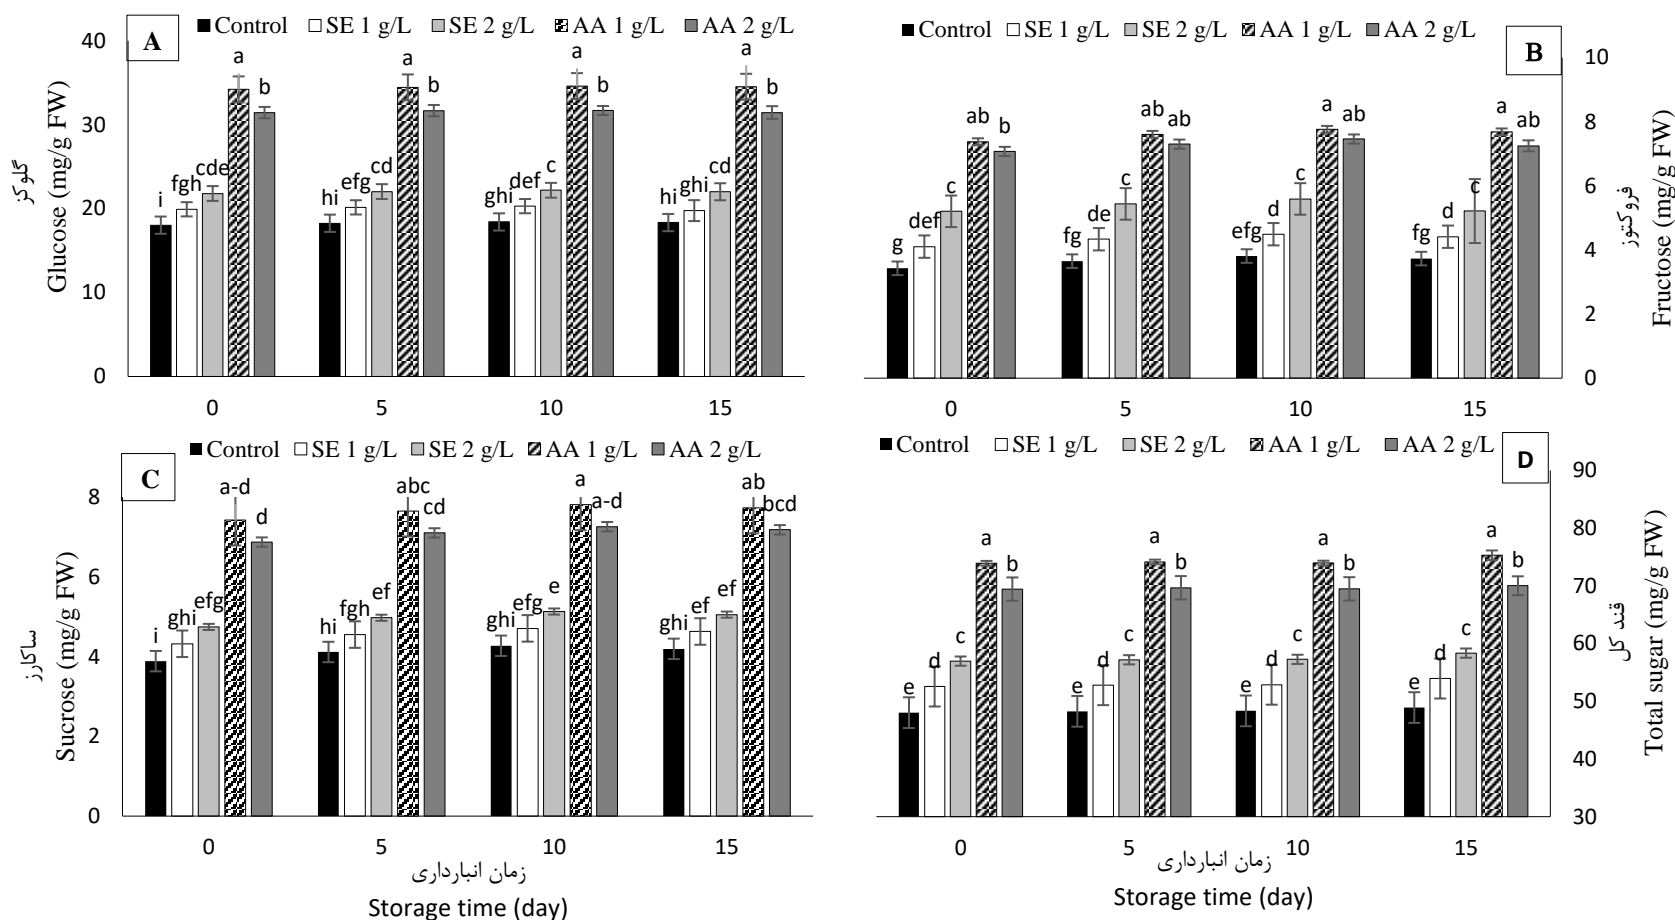 A
Control SE 1 g/L SE 2 g/L AA 1 g/L AA 2 g/L
40
30
20
10
0
گلوکز
Glucose (mg/g FW)
i fgh cde a b
hi efg cd a b
ghi def c a b
hi ghi cd a b
0 5 10 15
Control SE 1 g/L SE 2 g/L AA 1 g/L AA 2 g/L
B
10
8
6
4
2
0
فروکتوز
Fructose (mg/g FW)
g def c ab b
fg de c ab ab
efg d c a ab
fg d c a ab
0 5 10 15
C
Control SE 1 g/L SE 2 g/L AA 1 g/L AA 2 g/L
8
6
4
2
0
ساکارز
Sucrose (mg/g FW)
i ghi efg a-d d
hi fgh ef abc cd
ghi efg e a a-d
ghi ef ef ab bcd
0 5 10 15
زمان انبارداری
Storage time (day)
Control SE 1 g/L SE 2 g/L AA 1 g/L AA 2 g/L
D
90
80
70
60
50
40
30
قند کل
Total sugar (mg/g FW)
e d c a b
e d c a b
e d c a b
e d c a b
0 5 10 15
زمان انبارداری
Storage time (day)